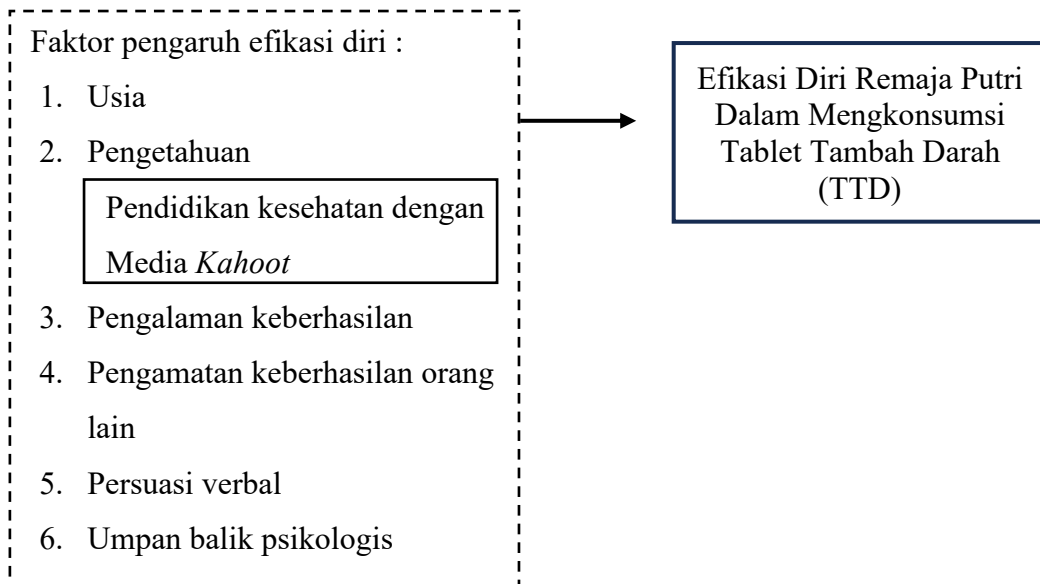 Faktor pengaruh efikasi diri :
1. Usia
2. Pengetahuan
Pendidikan kesehatan dengan
Media Kahoot
3. Pengalaman keberhasilan
4. Pengamatan keberhasilan orang
lain
5. Persuasi verbal
6. Umpan balik psikologis
Efikasi Diri Remaja Putri
Dalam Mengkonsumsi
Tablet Tambah Darah
(TTD)